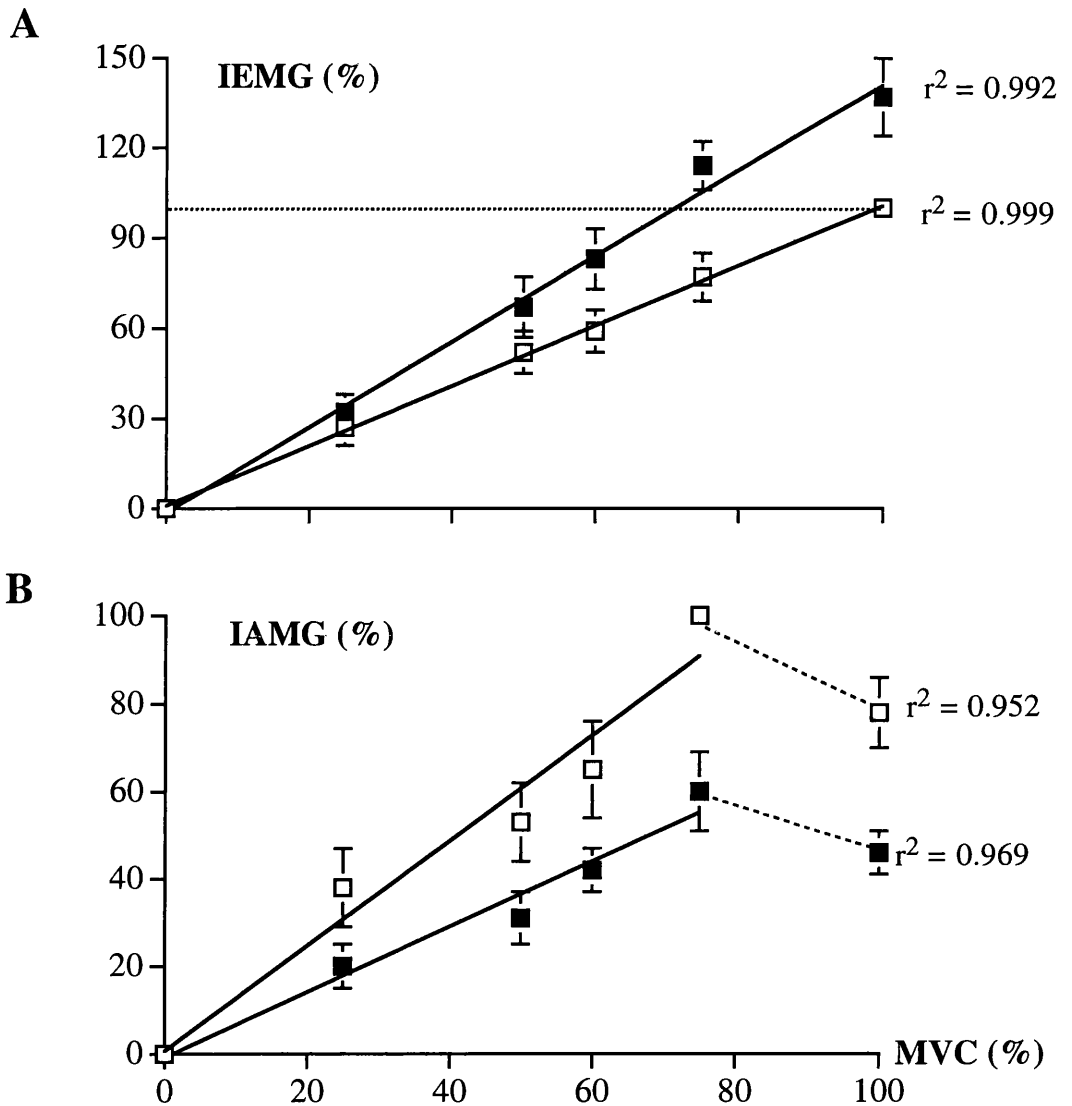 A
IEMG (%)
150
120
90
60
30
0
r² = 0.992
r² = 0.999
B
IAMG (%)
100
80
60
40
20
0
r² = 0.952
r² = 0.969
MVC (%)
0 20 40 60 80 100